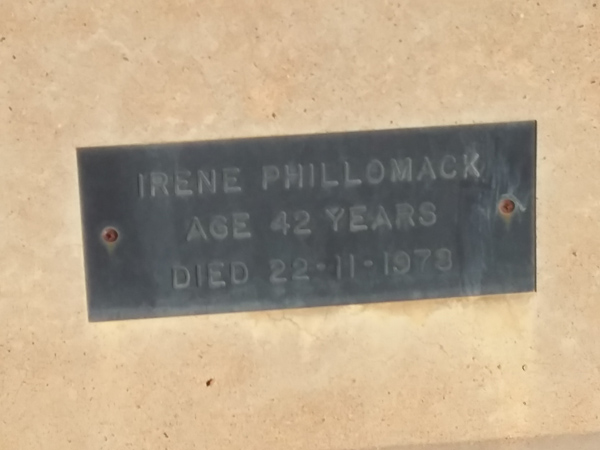 IRENE PHILLOMACK
AGE 42 YEARS
DIED 22-11-1978